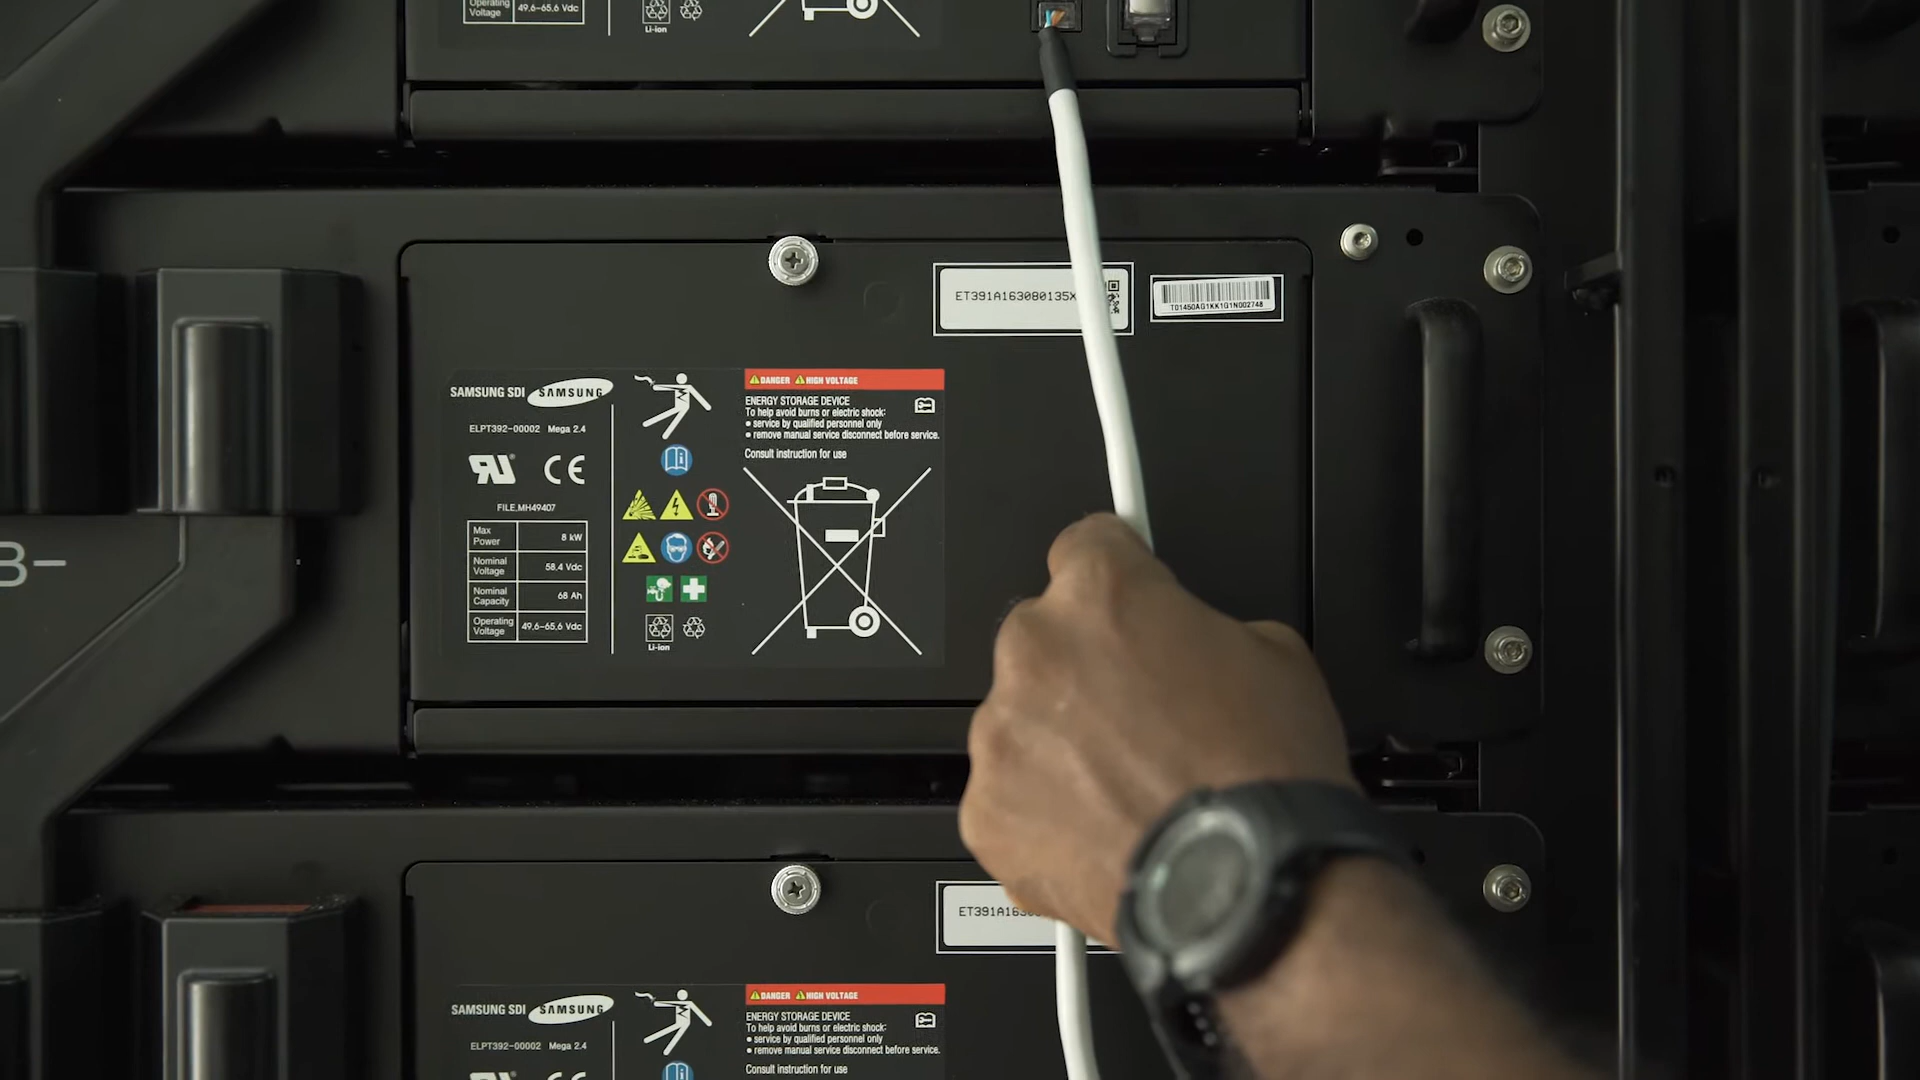 Operating
Voltage
49,6-65,6 Vdc
Li-ion
ET391A163080135X
T01450AG1KK1G1N002748
SAMSUNG SDI SAMSUNG
ELPT392-00002 Mega 2.4
CE
FILE.MH49407
Max
Power
8 kW
Nominal
Voltage
58,4 Vdc
Nominal
Capacity
68 Ah
Operating
Voltage
49,6-65,6 Vdc
Li-ion
DANGER HIGH VOLTAGE
ENERGY STORAGE DEVICE
To help avoid burns or electric shock:
• service by qualified personnel only
• remove manual service disconnect before service.
Consult instruction for use
B-
ET391A163
SAMSUNG SDI SAMSUNG
ELPT392-00002 Mega 2.4
DANGER HIGH VOLTAGE
ENERGY STORAGE DEVICE
To help avoid burns or electric shock:
• service by qualified personnel only
• remove manual service disconnect before service.
Consult instruction for use